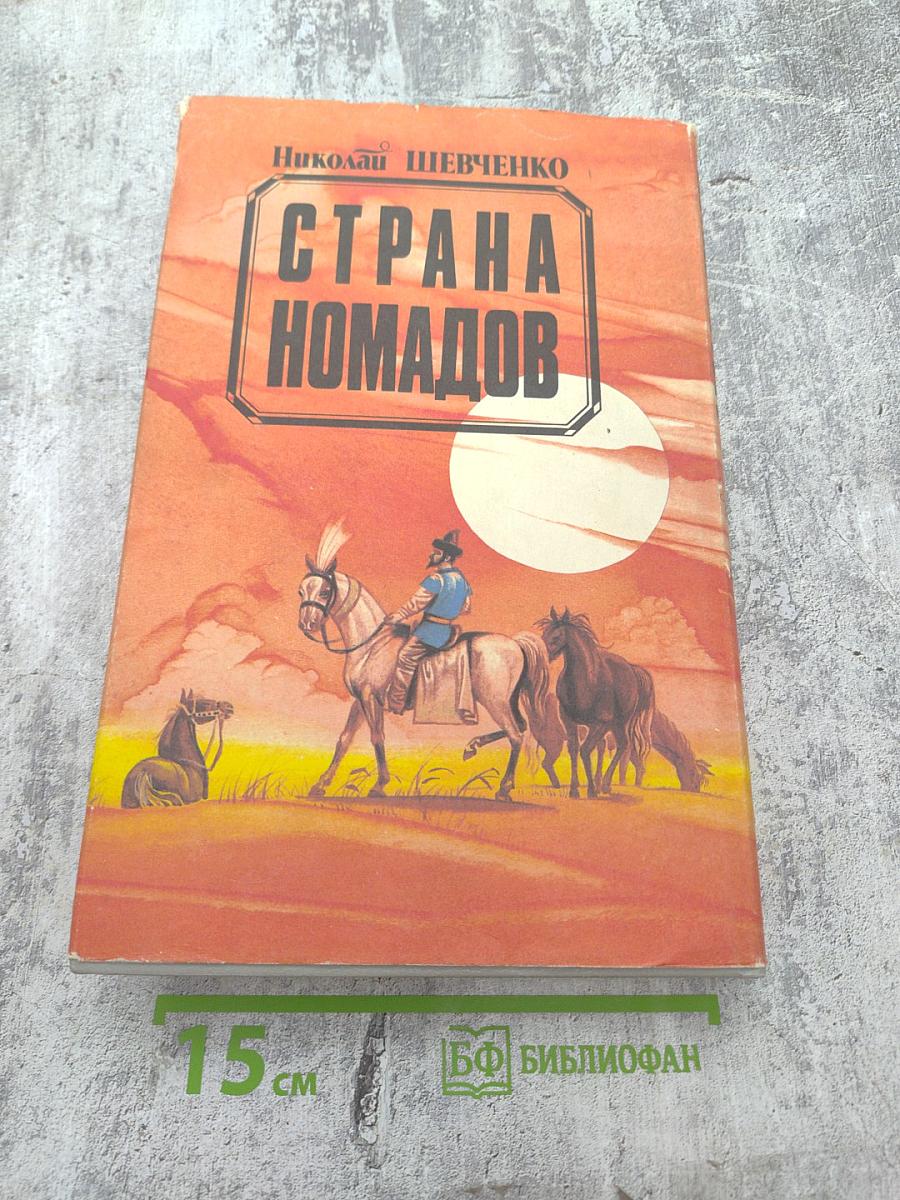 Николай ШЕВЧЕНКО
СТРАНА
НОМАДОВ
15 см
БФ БИБЛИОФАН